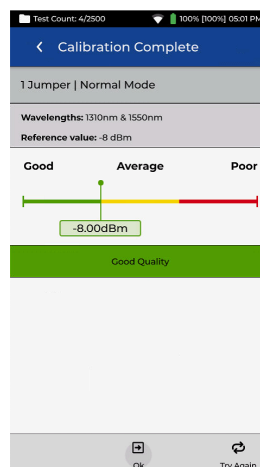 Test Count: 4/2500 100% [100%] 05:01 PM
Calibration Complete
1 Jumper | Normal Mode
Wavelengths: 1310nm & 1550nm
Reference value: -8 dBm
Good Average Poor
-8.00dBm
Good Quality
Ok Try Again